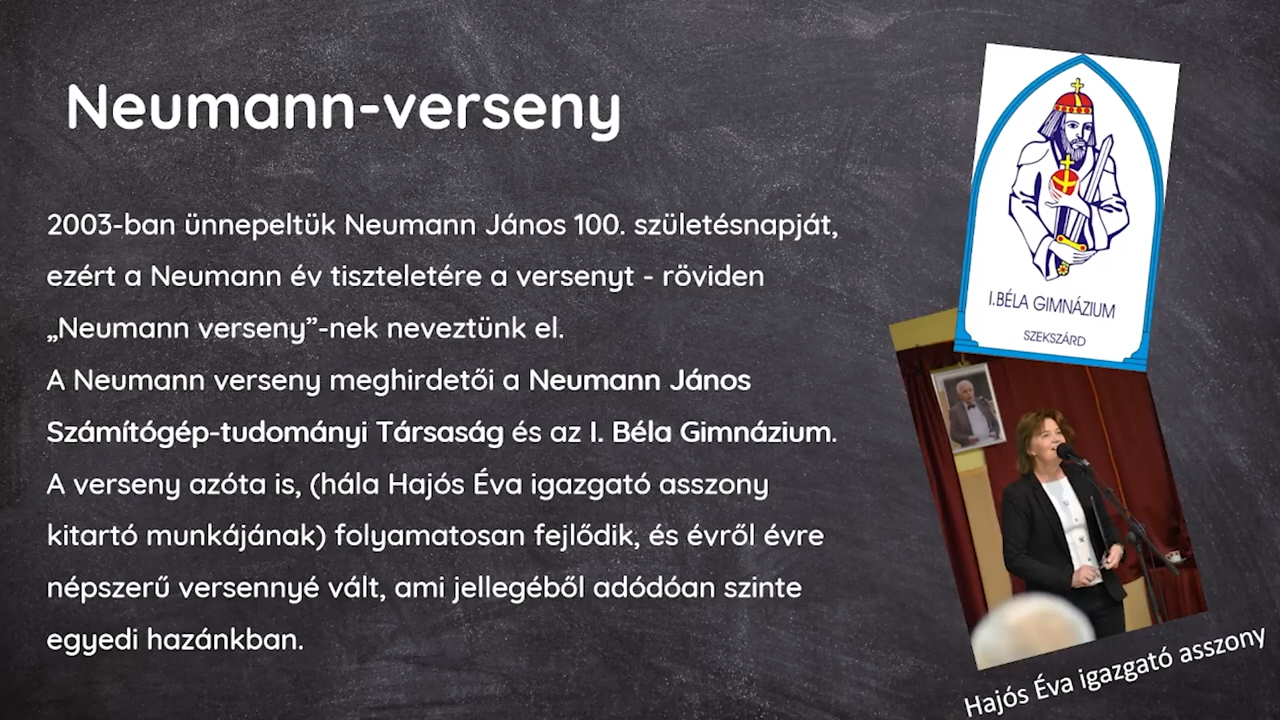 Neumann-verseny
2003-ban ünnepeltük Neumann János 100. születésnapját,
ezért a Neumann év tiszteletére a versenyt - röviden
„Neumann verseny”-nek neveztünk el.
A Neumann verseny meghirdetői a Neumann János
Számítógép-tudományi Társaság és az I. Béla Gimnázium.
A verseny azóta is, (hála Hajós Éva igazgató asszony
kitartó munkájának) folyamatosan fejlődik, és évről évre
népszerű versennyé vált, ami jellegéből adódóan szinte
egyedi hazánkban.
I.BÉLA GIMNÁZIUM
SZEKSZÁRD
Hajós Éva igazgató asszony